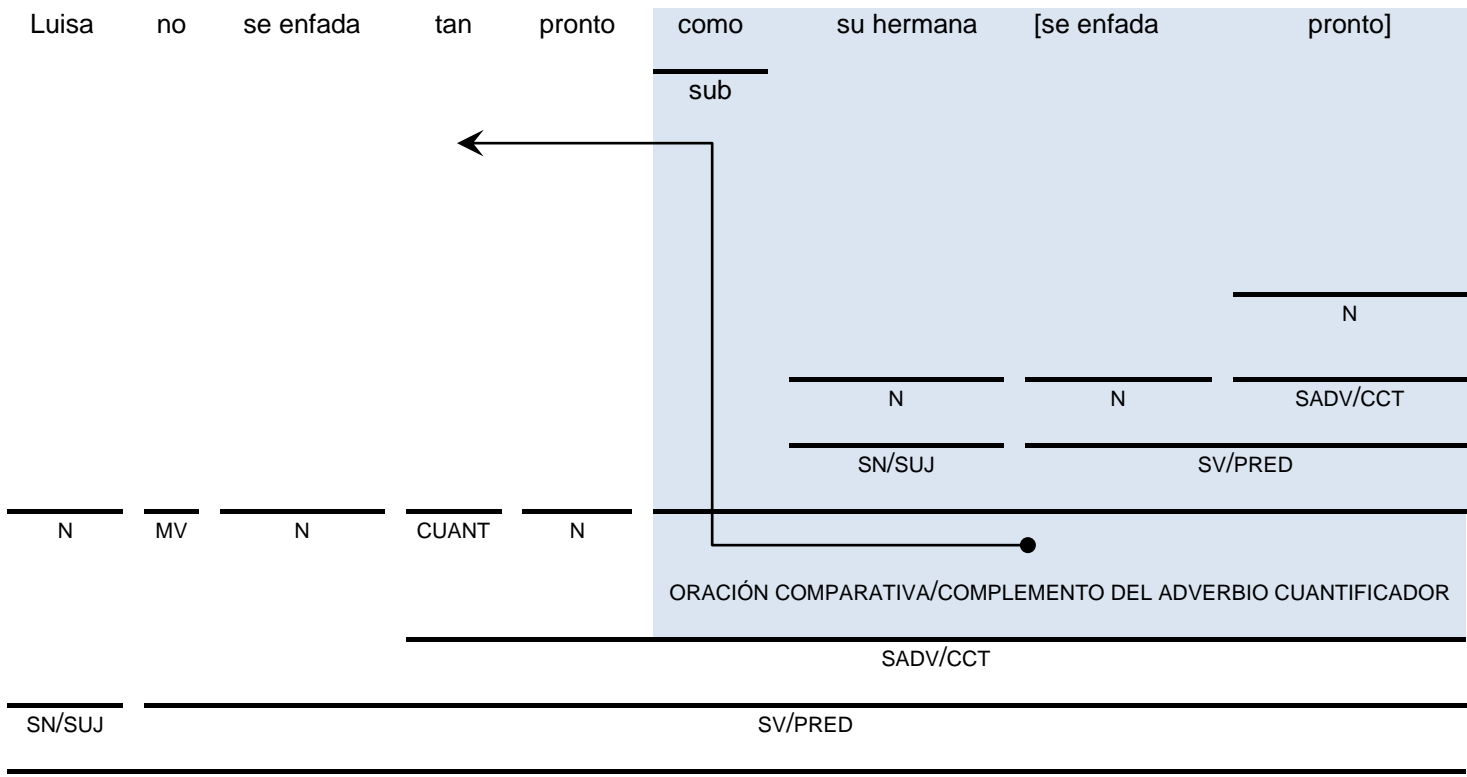 Luisa no se enfada tan pronto como su hermana [se enfada pronto]
sub
N
N N SADV/CCT
SN/SUJ SV/PRED
N MV N CUANT N
ORACIÓN COMPARATIVA/COMPLEMENTO DEL ADVERBIO CUANTIFICADOR
SADV/CCT
SN/SUJ SV/PRED